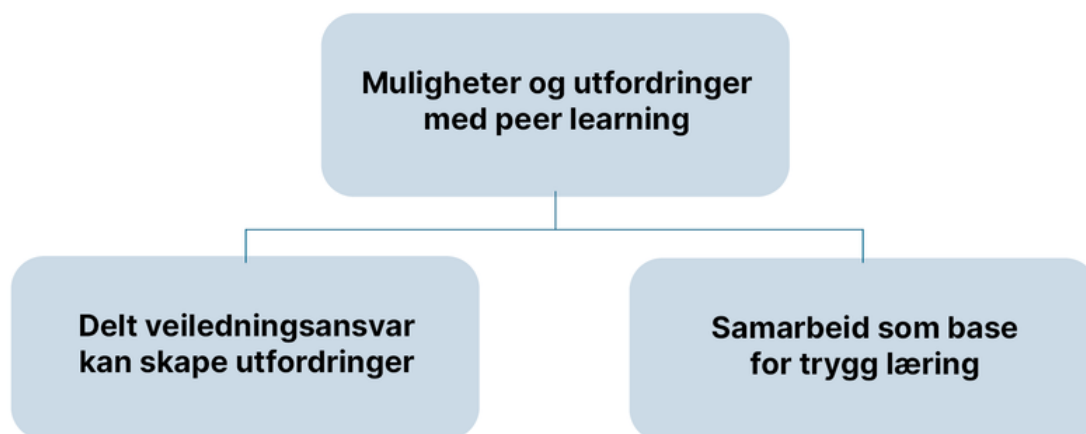 Muligheter og utfordringer
med peer learning
Delt veiledningsansvar
kan skape utfordringer
Samarbeid som base
for trygg læring